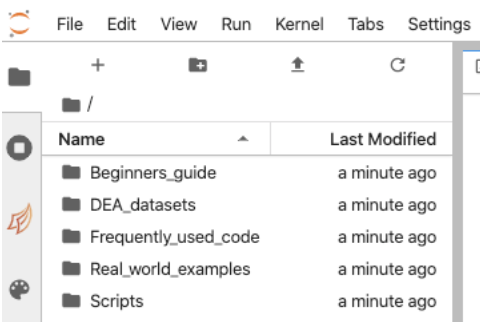 File Edit View Run Kernel Tabs Settings
/
Name Last Modified
Beginners_guide a minute ago
DEA_datasets a minute ago
Frequently_used_code a minute ago
Real_world_examples a minute ago
Scripts a minute ago